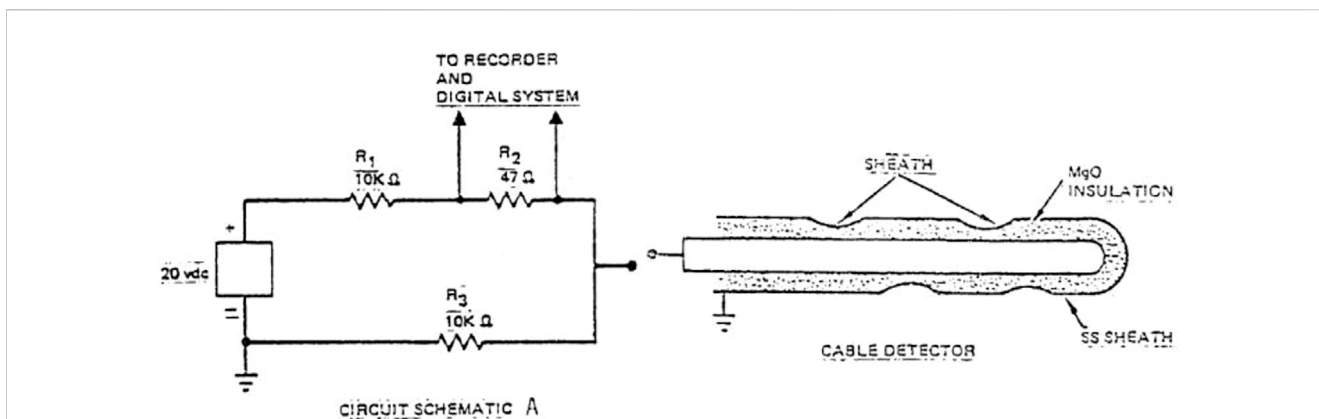 TO RECORDER
AND
DIGITAL SYSTEM
R1
10K Ω
R2
47 Ω
SHEATH
MgO
INSULATION
+
20 vdc
R3
10K Ω
SS SHEATH
CABLE DETECTOR
CIRCUIT SCHEMATIC A